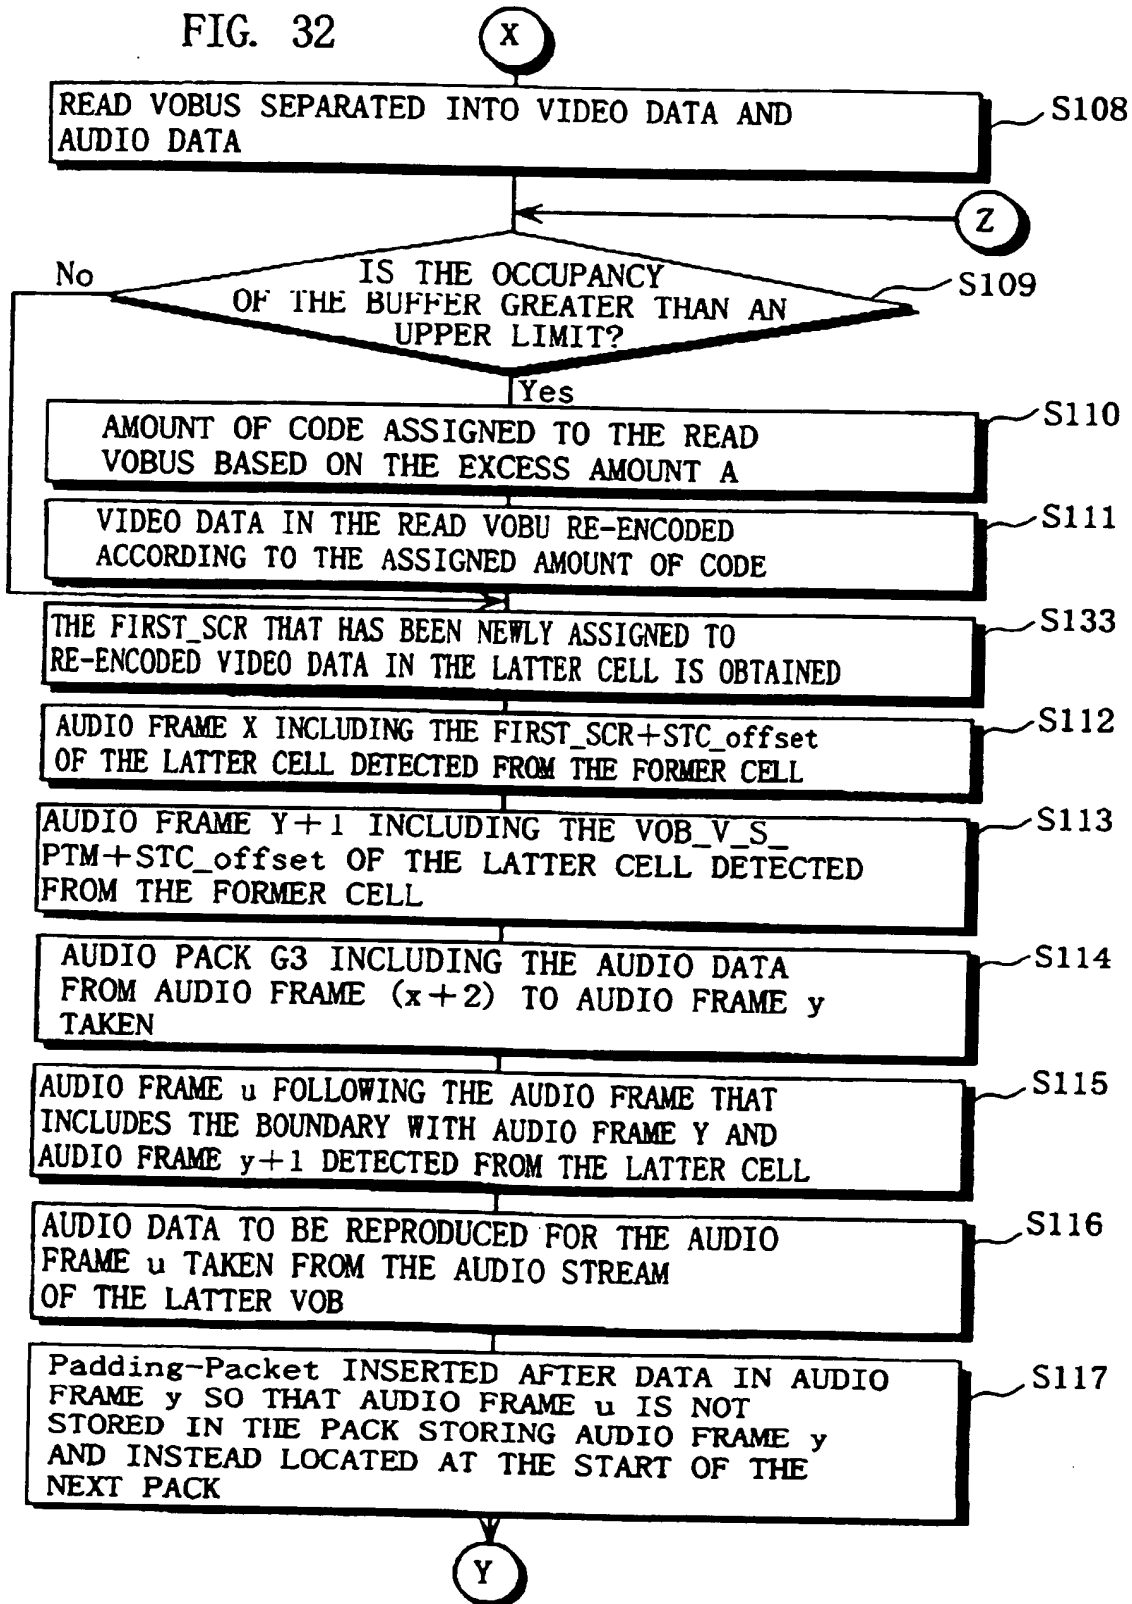 FIG. 32
X
READ VOBUS SEPARATED INTO VIDEO DATA AND
AUDIO DATA
S108
Z
No
IS THE OCCUPANCY
OF THE BUFFER GREATER THAN AN
UPPER LIMIT?
S109
Yes
AMOUNT OF CODE ASSIGNED TO THE READ
VOBUS BASED ON THE EXCESS AMOUNT A
S110
VIDEO DATA IN THE READ VOBU RE-ENCODED
ACCORDING TO THE ASSIGNED AMOUNT OF CODE
S111
THE FIRST_SCR THAT HAS BEEN NEWLY ASSIGNED TO
RE-ENCODED VIDEO DATA IN THE LATTER CELL IS OBTAINED
S133
AUDIO FRAME X INCLUDING THE FIRST_SCR+STC_offset
OF THE LATTER CELL DETECTED FROM THE FORMER CELL
S112
AUDIO FRAME Y+1 INCLUDING THE VOB_V_S_
PTM+STC_offset OF THE LATTER CELL DETECTED
FROM THE FORMER CELL
S113
AUDIO PACK G3 INCLUDING THE AUDIO DATA
FROM AUDIO FRAME (x+2) TO AUDIO FRAME y
TAKEN
S114
AUDIO FRAME u FOLLOWING THE AUDIO FRAME THAT
INCLUDES THE BOUNDARY WITH AUDIO FRAME Y AND
AUDIO FRAME y+1 DETECTED FROM THE LATTER CELL
S115
AUDIO DATA TO BE REPRODUCED FOR THE AUDIO
FRAME u TAKEN FROM THE AUDIO STREAM
OF THE LATTER VOB
S116
Padding-Packet INSERTED AFTER DATA IN AUDIO
FRAME y SO THAT AUDIO FRAME u IS NOT
STORED IN THE PACK STORING AUDIO FRAME y
AND INSTEAD LOCATED AT THE START OF THE
NEXT PACK
S117
Y